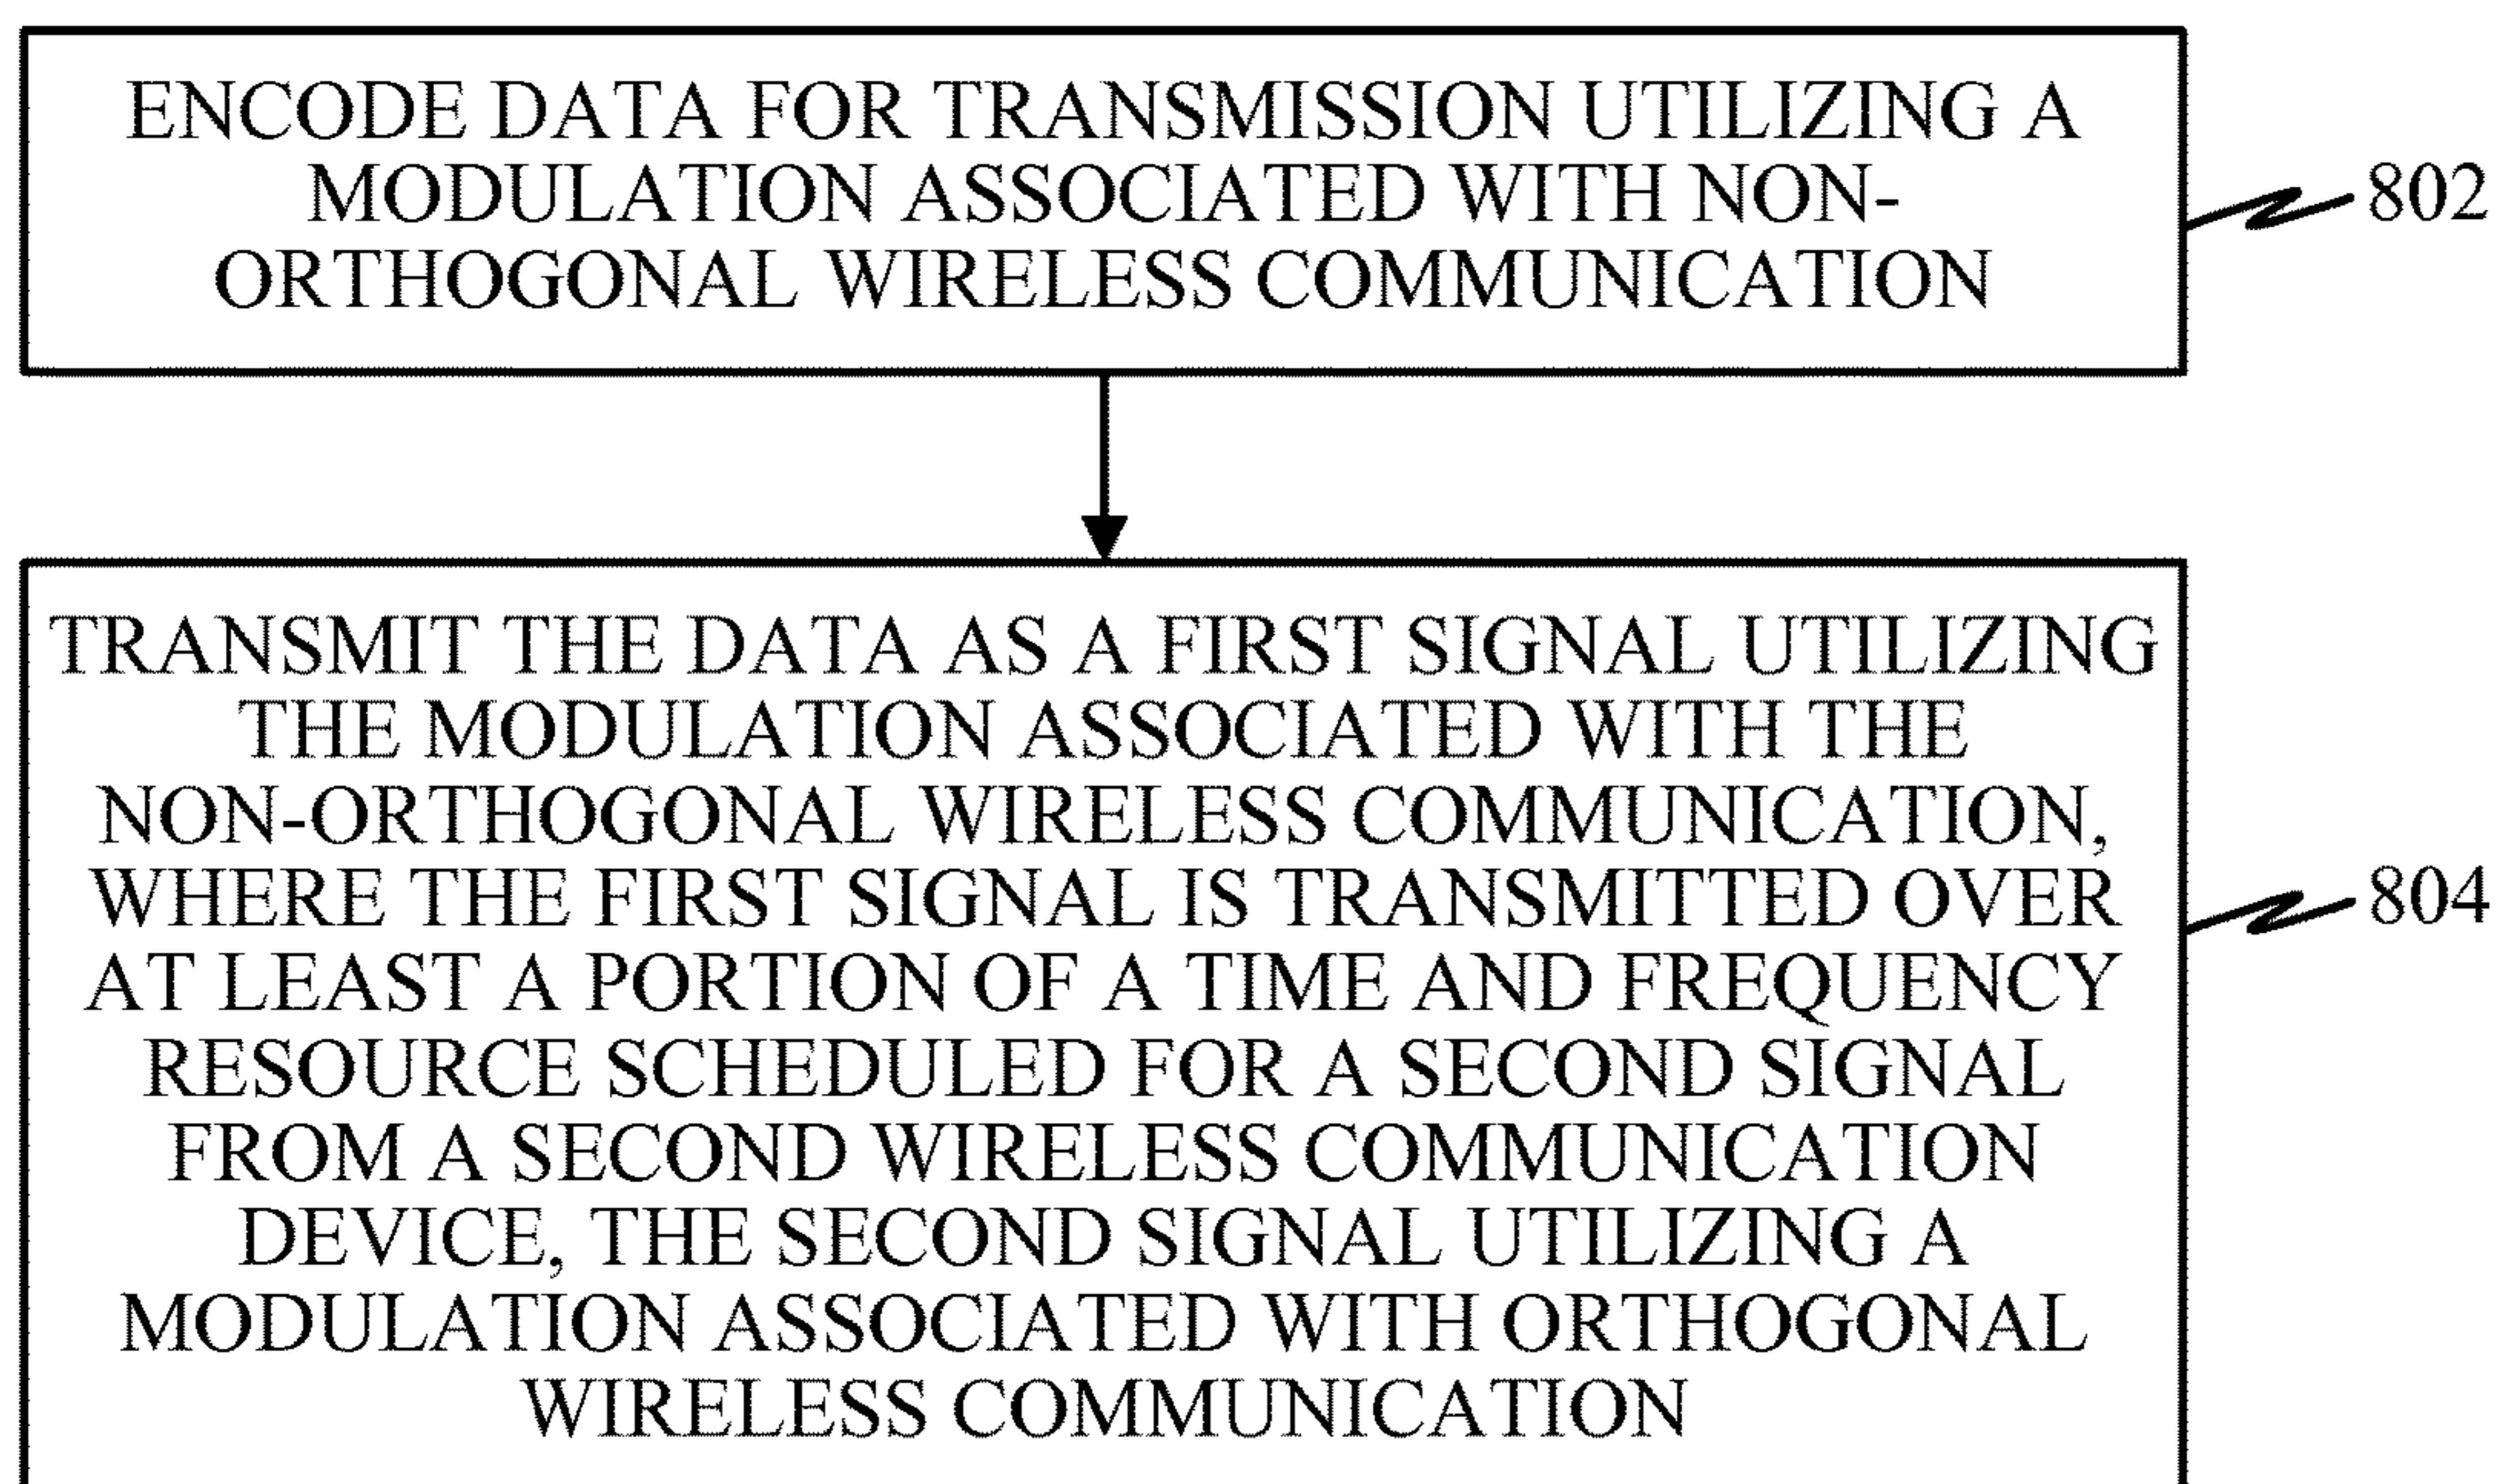 ENCODE DATA FOR TRANSMISSION UTILIZING A
MODULATION ASSOCIATED WITH NON-
ORTHOGONAL WIRELESS COMMUNICATION
802
TRANSMIT THE DATA AS A FIRST SIGNAL UTILIZING
THE MODULATION ASSOCIATED WITH THE
NON-ORTHOGONAL WIRELESS COMMUNICATION,
WHERE THE FIRST SIGNAL IS TRANSMITTED OVER
AT LEAST A PORTION OF A TIME AND FREQUENCY
RESOURCE SCHEDULED FOR A SECOND SIGNAL
FROM A SECOND WIRELESS COMMUNICATION
DEVICE, THE SECOND SIGNAL UTILIZING A
MODULATION ASSOCIATED WITH ORTHOGONAL
WIRELESS COMMUNICATION
804